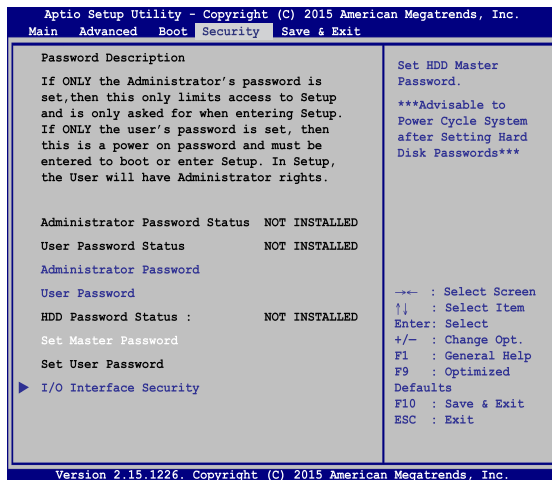 Aptio Setup Utility - Copyright (C) 2015 American Megatrends, Inc.
Main Advanced Boot Security Save & Exit
Password Description
If ONLY the Administrator's password is
set,then this only limits access to Setup
and is only asked for when entering Setup.
If ONLY the user's password is set, then
this is a power on password and must be
entered to boot or enter Setup. In Setup,
the User will have Administrator rights.
Administrator Password Status NOT INSTALLED
User Password Status NOT INSTALLED
Administrator Password
User Password
HDD Password Status : NOT INSTALLED
Set Master Password
Set User Password
I/O Interface Security
Set HDD Master
Password.
***Advisable to
Power Cycle System
after Setting Hard
Disk Passwords***
→← : Select Screen
↑↓ : Select Item
Enter: Select
+/— : Change Opt.
F1 : General Help
F9 : Optimized
Defaults
F10 : Save & Exit
ESC : Exit
Version 2.15.1226. Copyright (C) 2015 American Megatrends, Inc.